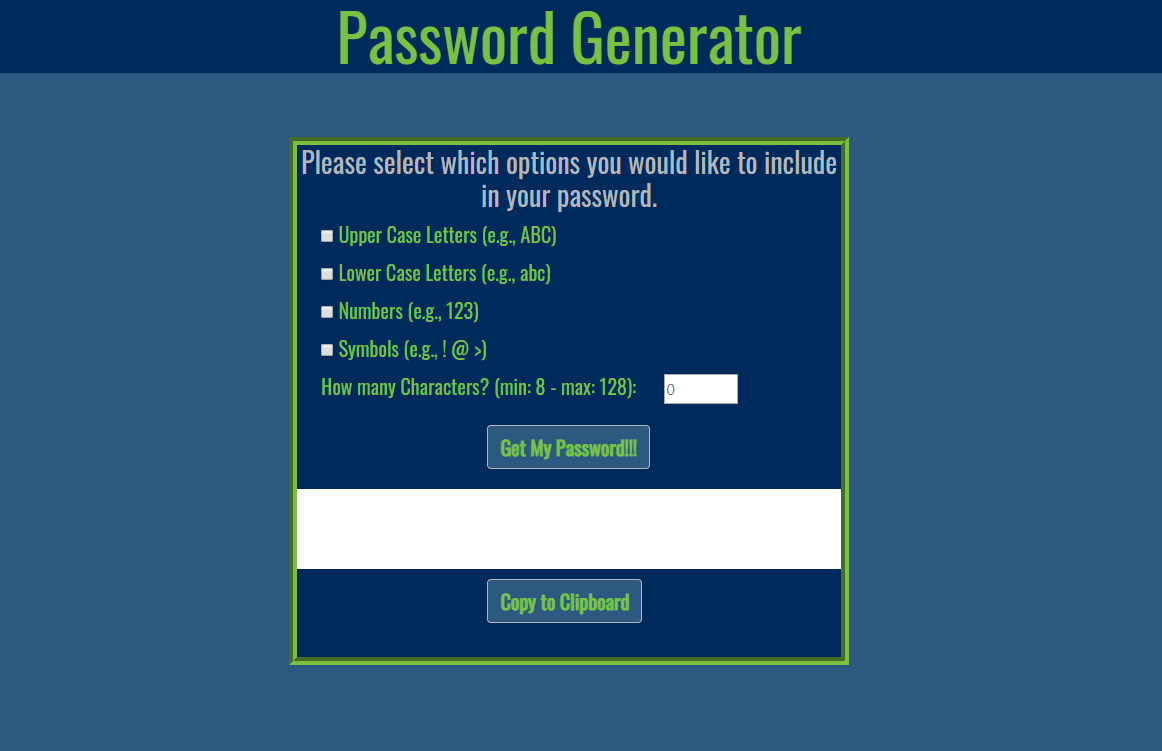 Password Generator
Please select which options you would like to include
in your password.
Upper Case Letters (e.g., ABC)
Lower Case Letters (e.g., abc)
Numbers (e.g., 123)
Symbols (e.g., ! @ >)
How many Characters? (min: 8 - max: 128): 0
Get My Password!!!
Copy to Clipboard